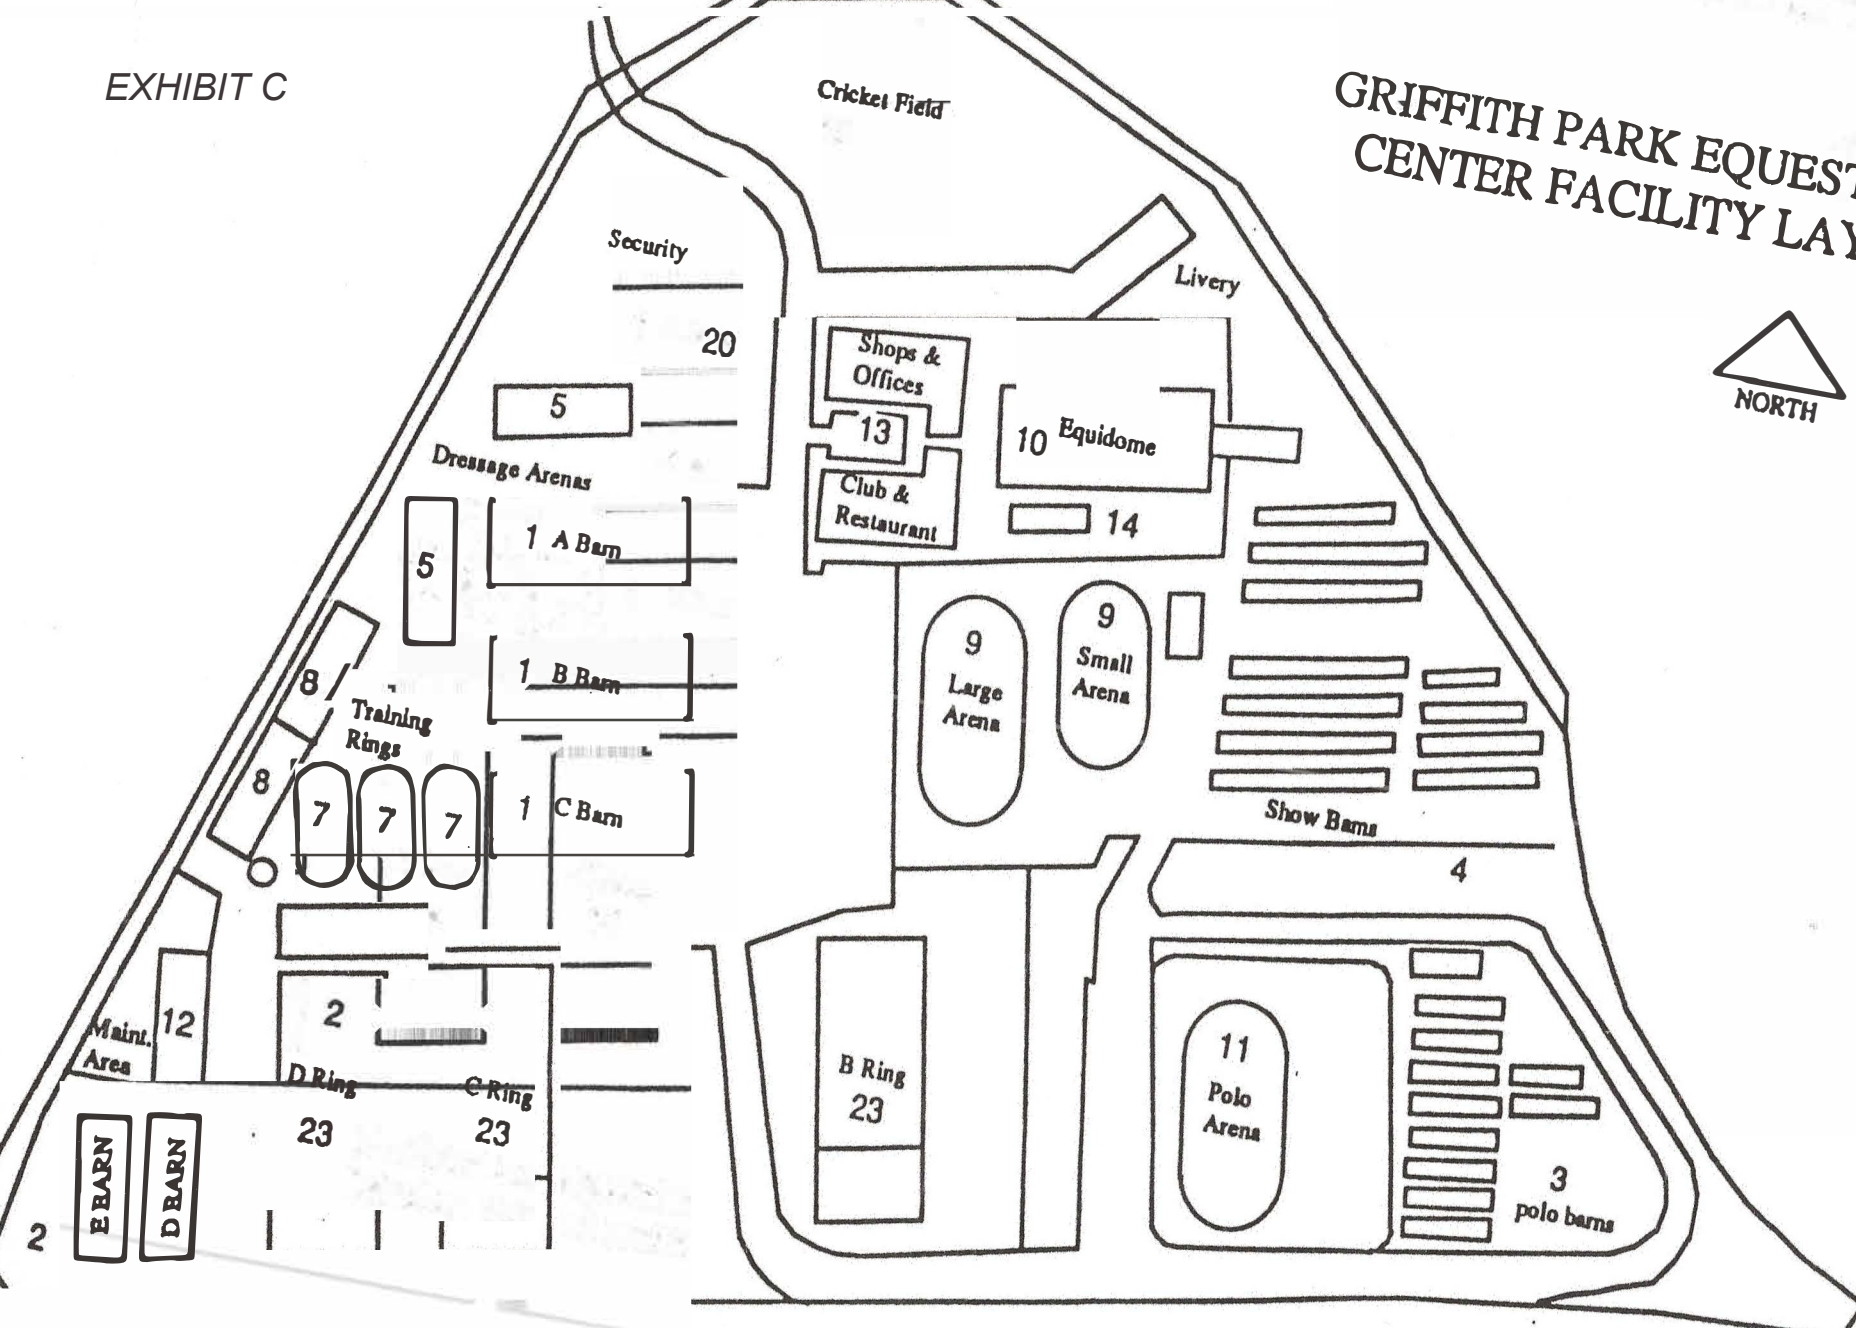 EXHIBIT C
GRIFFITH PARK EQUEST
CENTER FACILITY LAY
Cricket Field
Security
Livery
NORTH
20
Shops &
Offices
5
13
10 Equidome
Dressage Arenas
Club &
Restaurant
14
1 A Barn
5
9
Large
Arena
9
Small
Arena
8
1 B Barn
Training
Rings
8
7
7
7
1 C Barn
Show Barns
4
12
Maint.
Area
2
D Ring
23
C Ring
23
B Ring
23
11
Polo
Arena
E BARN
D BARN
2
3
polo barns